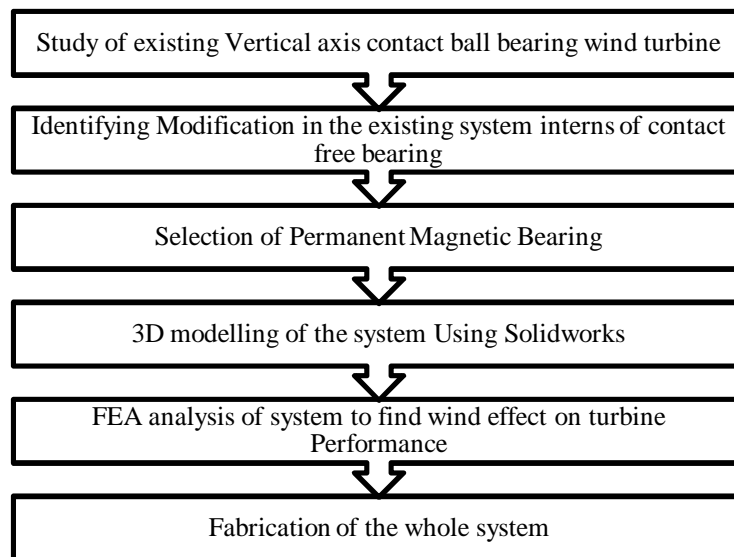 Study of existing Vertical axis contact ball bearing wind turbine
Identifying Modification in the existing system interns of contact
free bearing
Selection of Permanent Magnetic Bearing
3D modelling of the system Using Solidworks
FEA analysis of system to find wind effect on turbine
Performance
Fabrication of the whole system